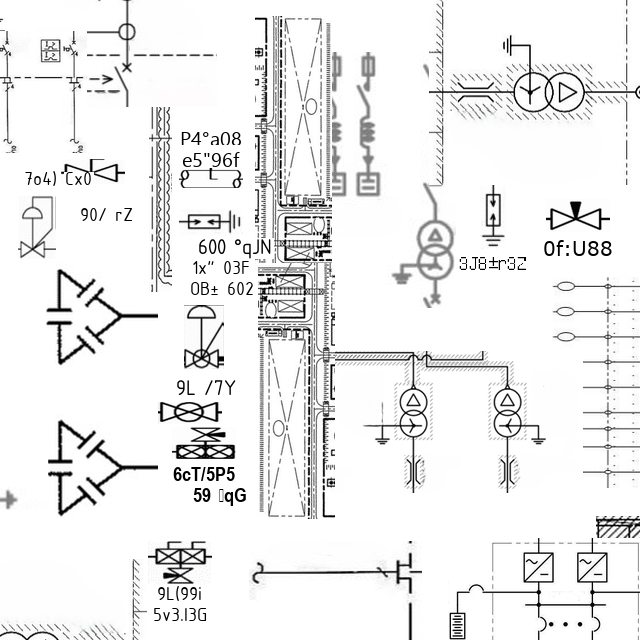 P4°a08
e5"96f
7o4) Cx0
90/ rZ
600 °qJN
1x“ 03F
0B± 602
0f:U88
3J8±r3Z
9L /7Y
6cT/5P5
59 qG
9L(99i
5v3.I3G